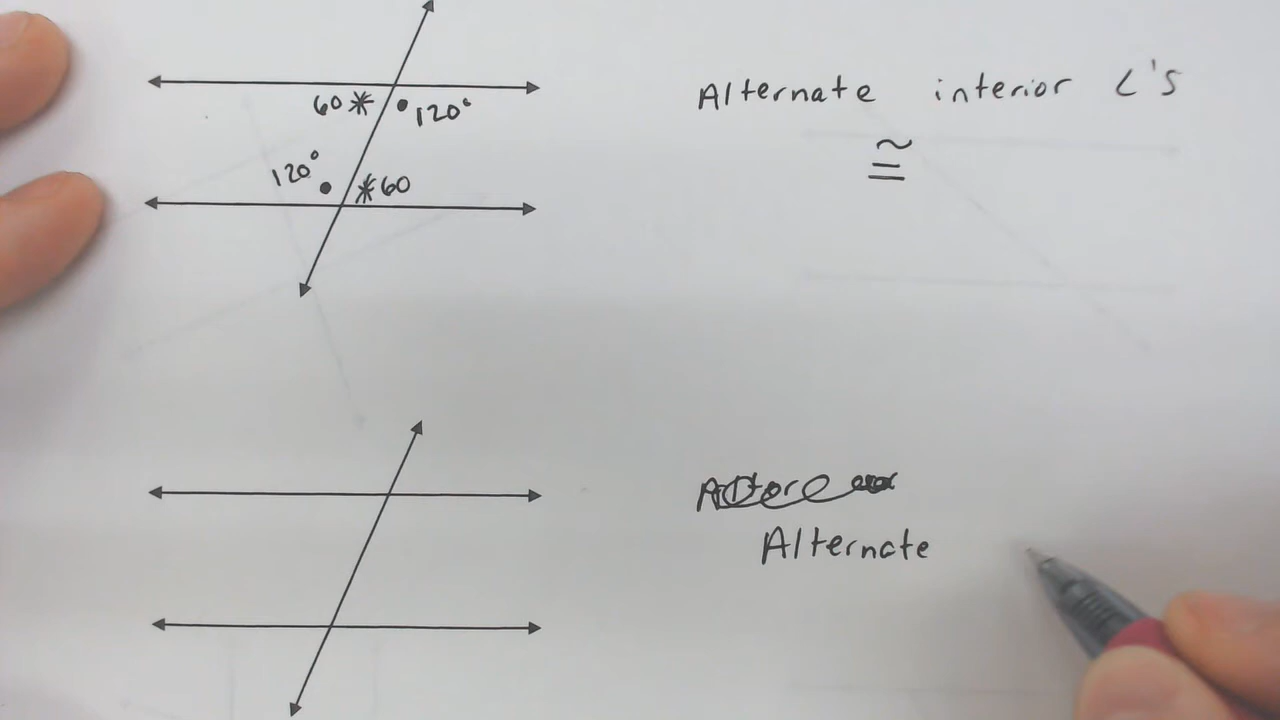 60 * 120°
Alternate interior ∠'s
≅
120° * 60
Alternate